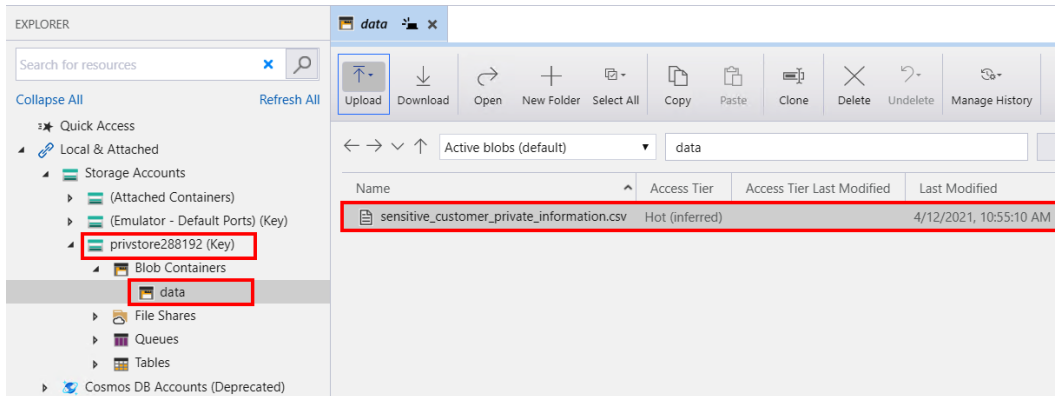 EXPLORER
Search for resources
Collapse All Refresh All
Quick Access
Local & Attached
Storage Accounts
(Attached Containers)
(Emulator - Default Ports) (Key)
privstore288192 (Key)
Blob Containers
data
File Shares
Queues
Tables
Cosmos DB Accounts (Deprecated)
data
Upload Download Open New Folder Select All Copy Paste Clone Delete Undelete Manage History
Active blobs (default) data
Name Access Tier Access Tier Last Modified Last Modified
sensitive_customer_private_information.csv Hot (inferred) 4/12/2021, 10:55:10 AM